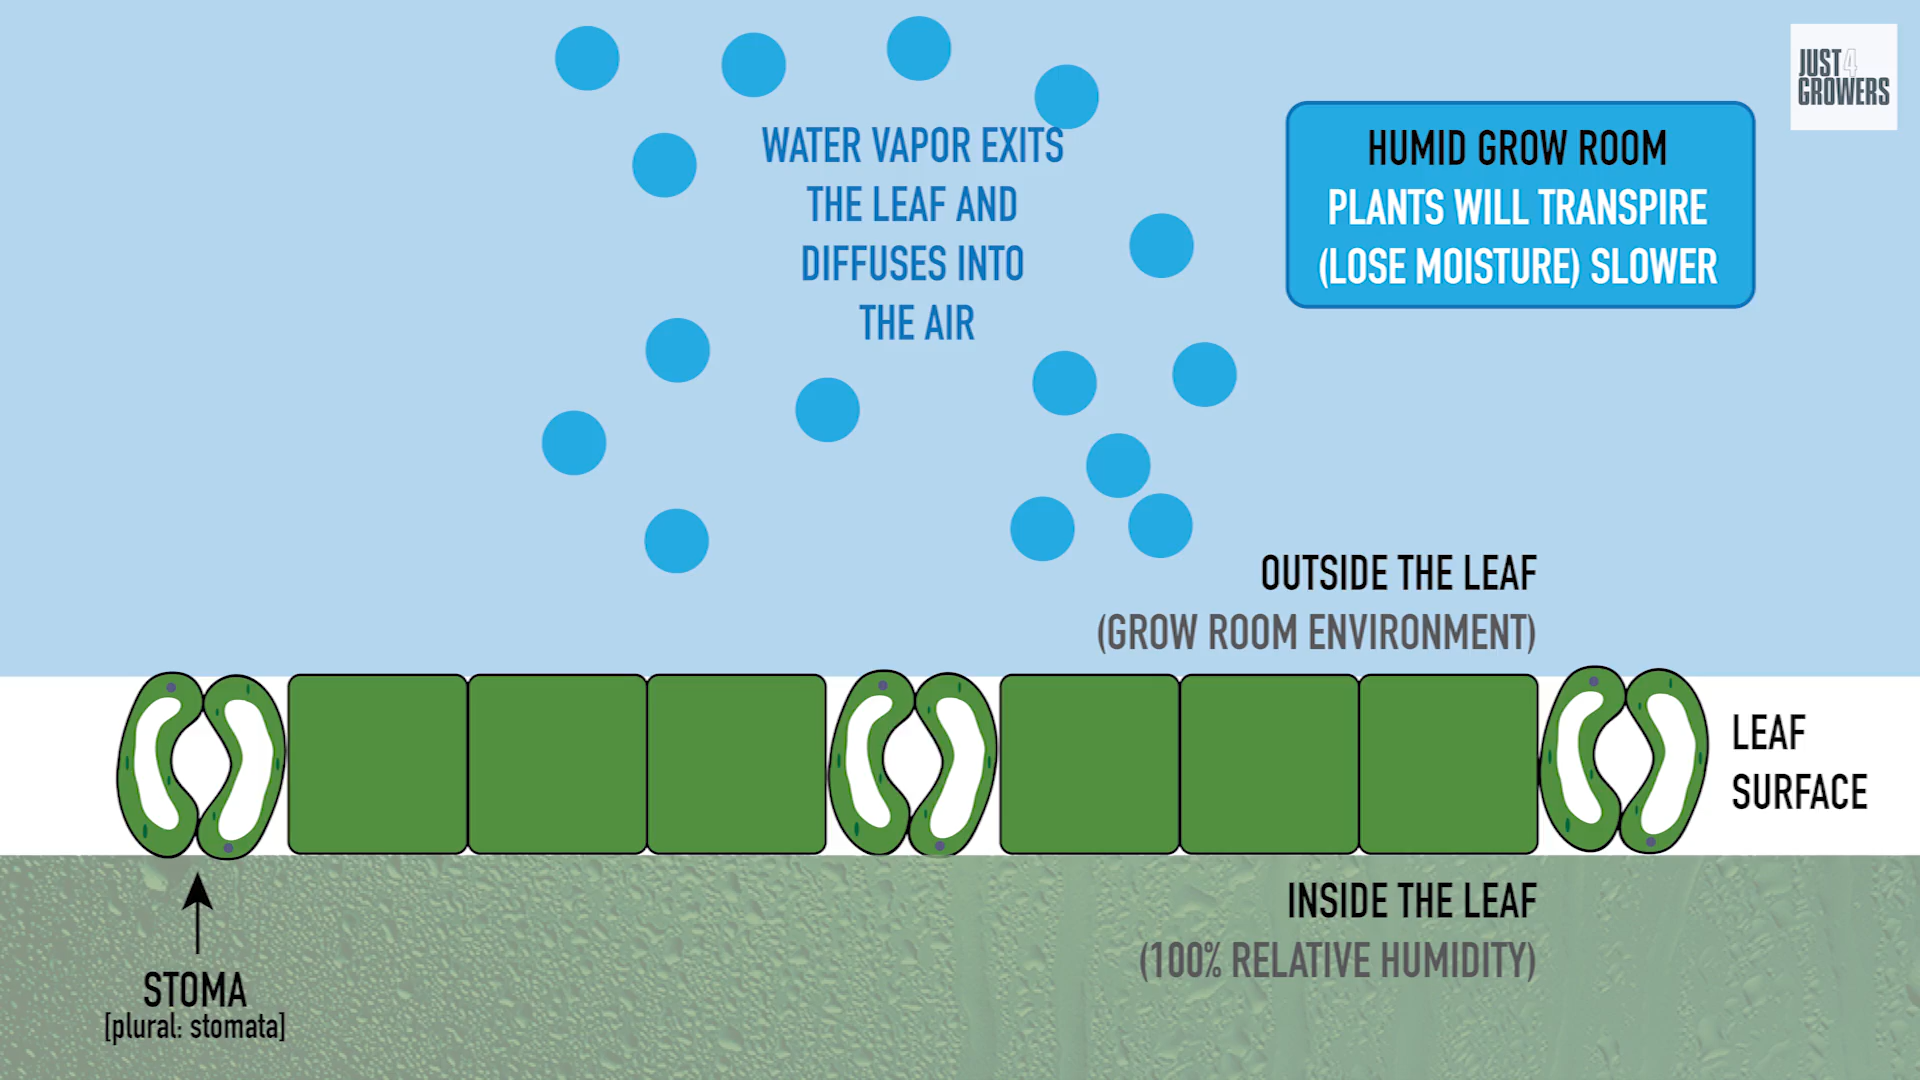 JUST4
GROWERS
WATER VAPOR EXITS
THE LEAF AND
DIFFUSES INTO
THE AIR
HUMID GROW ROOM
PLANTS WILL TRANSPIRE
(LOSE MOISTURE) SLOWER
OUTSIDE THE LEAF
(GROW ROOM ENVIRONMENT)
LEAF
SURFACE
INSIDE THE LEAF
(100% RELATIVE HUMIDITY)
STOMA
[plural: stomata]